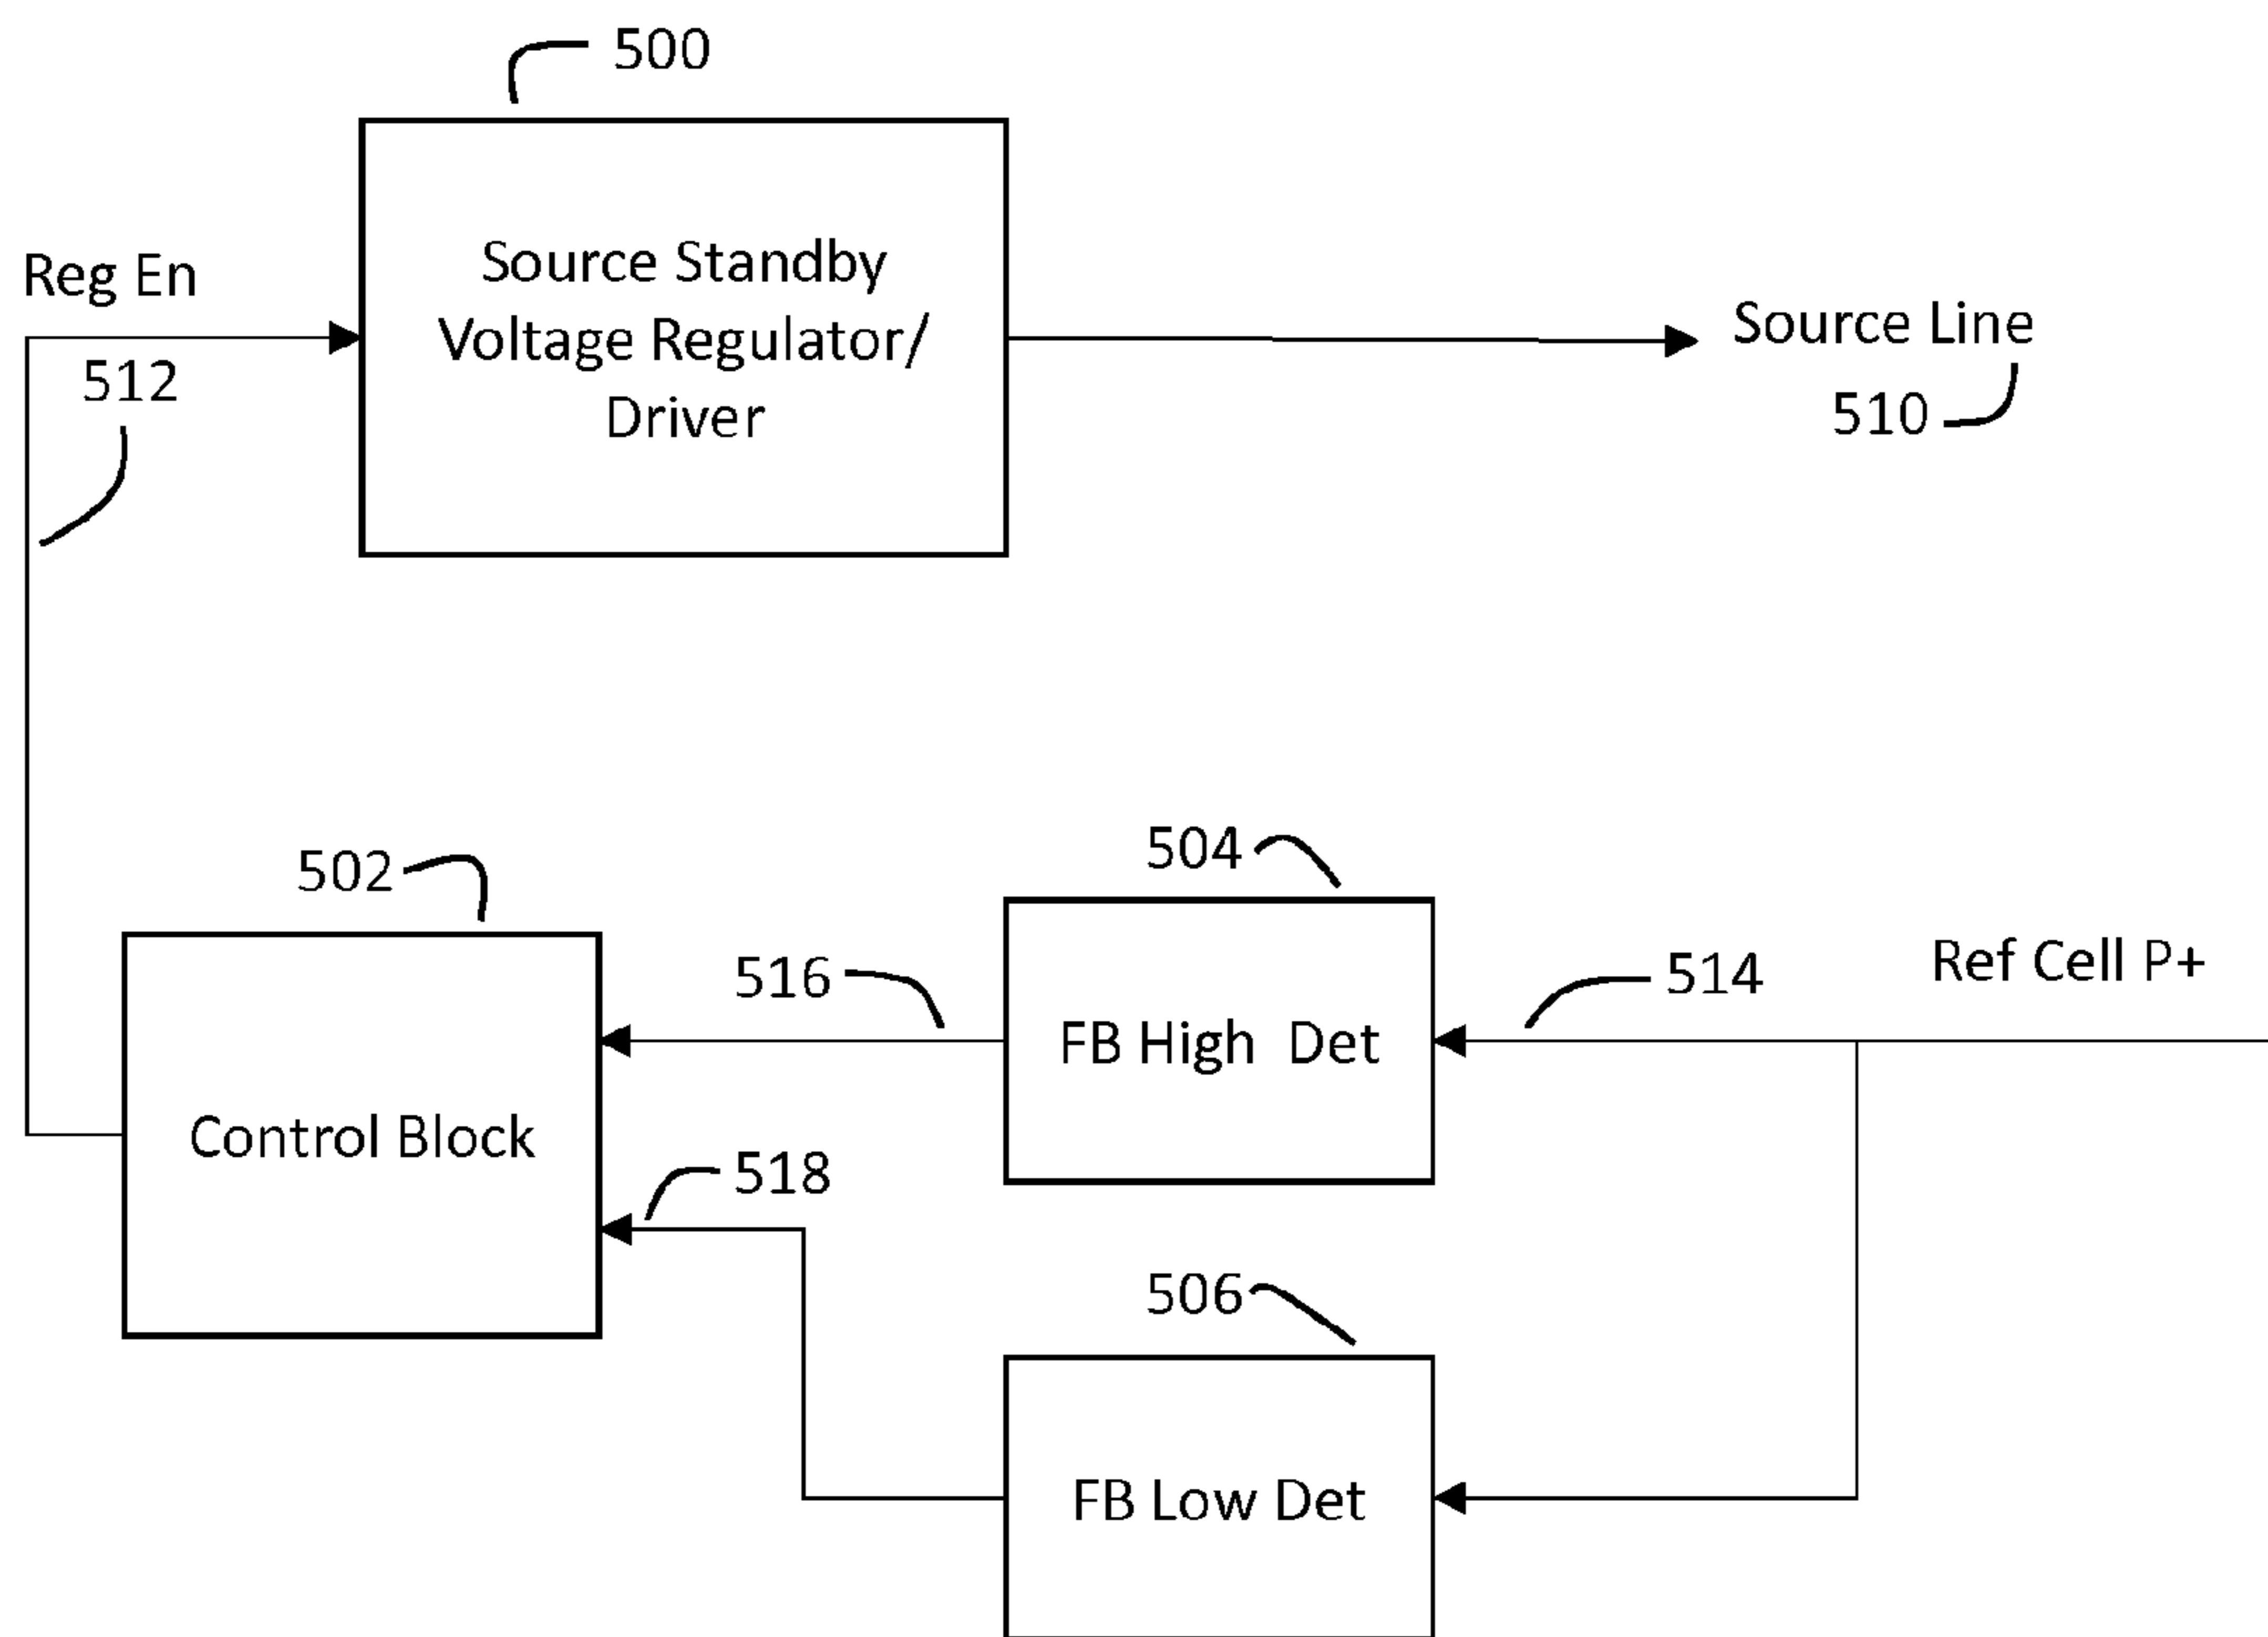 500
Source Standby
Voltage Regulator/
Driver
Reg En
512
Source Line
510
502
Control Block
504
FB High Det
516
514
Ref Cell P+
518
506
FB Low Det